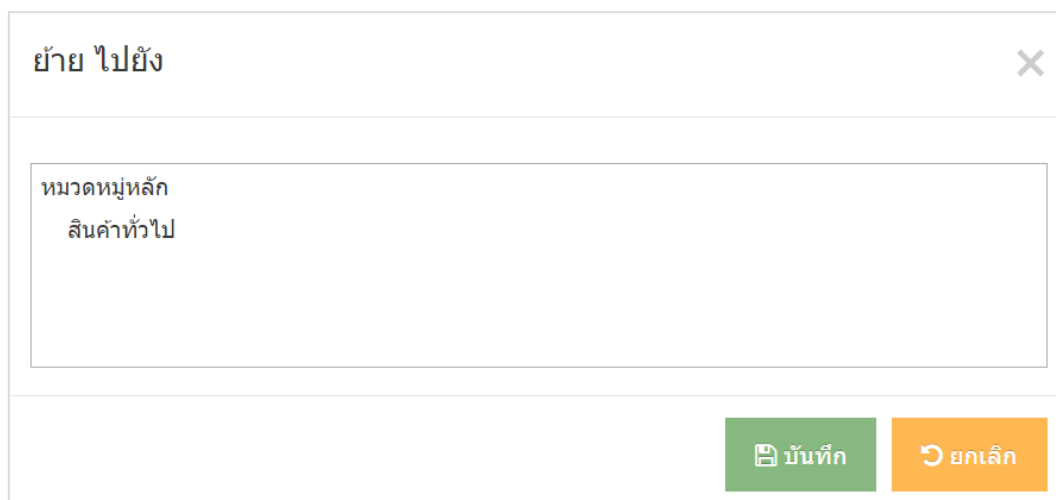 ย้าย ไปยัง
หมวดหมู่หลัก
สินค้าทั่วไป
บันทึก
ยกเลิก